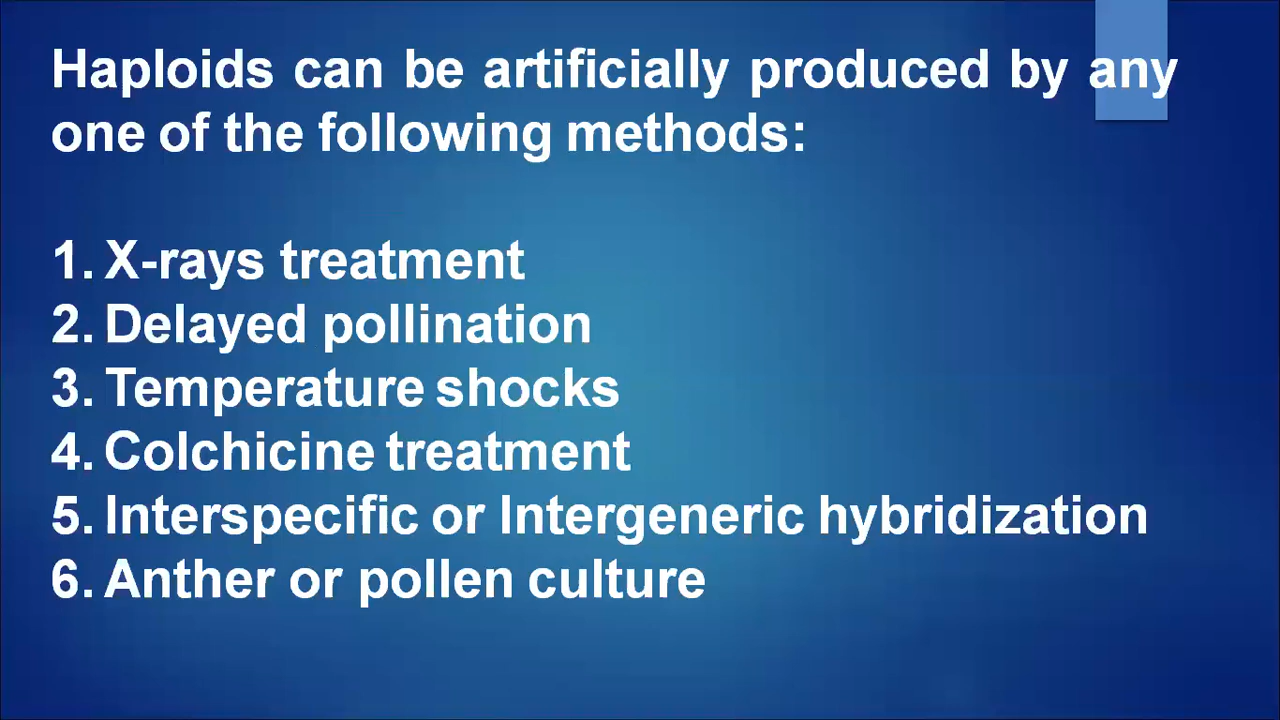 Haploids can be artificially produced by any
one of the following methods:
1. X-rays treatment
2. Delayed pollination
3. Temperature shocks
4. Colchicine treatment
5. Interspecific or Intergeneric hybridization
6. Anther or pollen culture